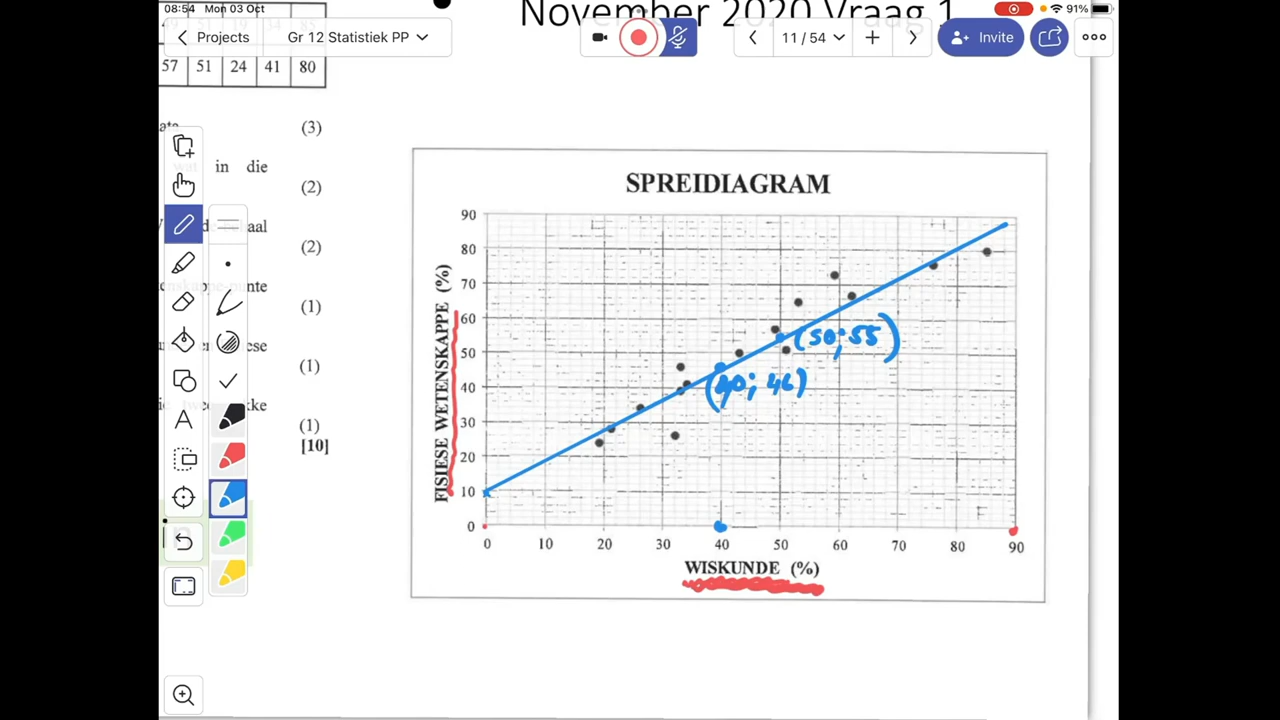 08:54 Mon 03 Oct
91%
November 2020 Vraag 1
Projects
Gr 12 Statistiek PP
11 / 54
Invite
57 51 24 41 80
(3)
in die
(2)
aal
(2)
punte
(1)
ese
(1)
kke
(1)
[10]
A
SPREIDIAGRAM
FISIESE WETENSKAPPE (%)
90
80
70
60
50
40
30
20
10
0
(50;55)
(40; 46)
0 10 20 30 40 50 60 70 80 90
WISKUNDE (%)